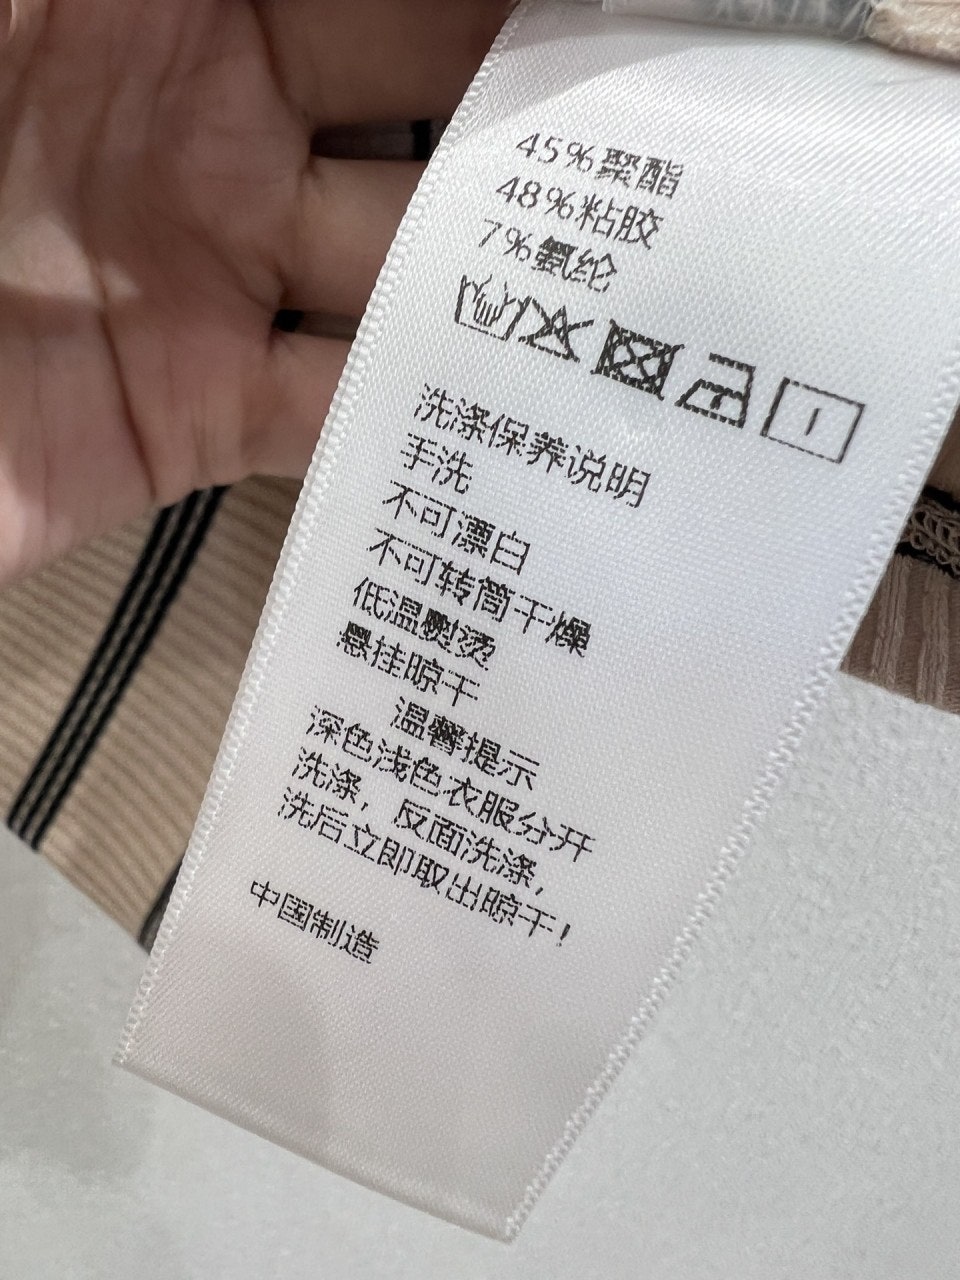 45%聚酯
48%粘胶
7%氨纶
洗涤保养说明
手洗
不可漂白
不可转筒干燥
低温熨烫
悬挂晾干
温馨提示
深色浅色衣服分开
洗涤，反面洗涤，
洗后立即取出晾干！
中国制造